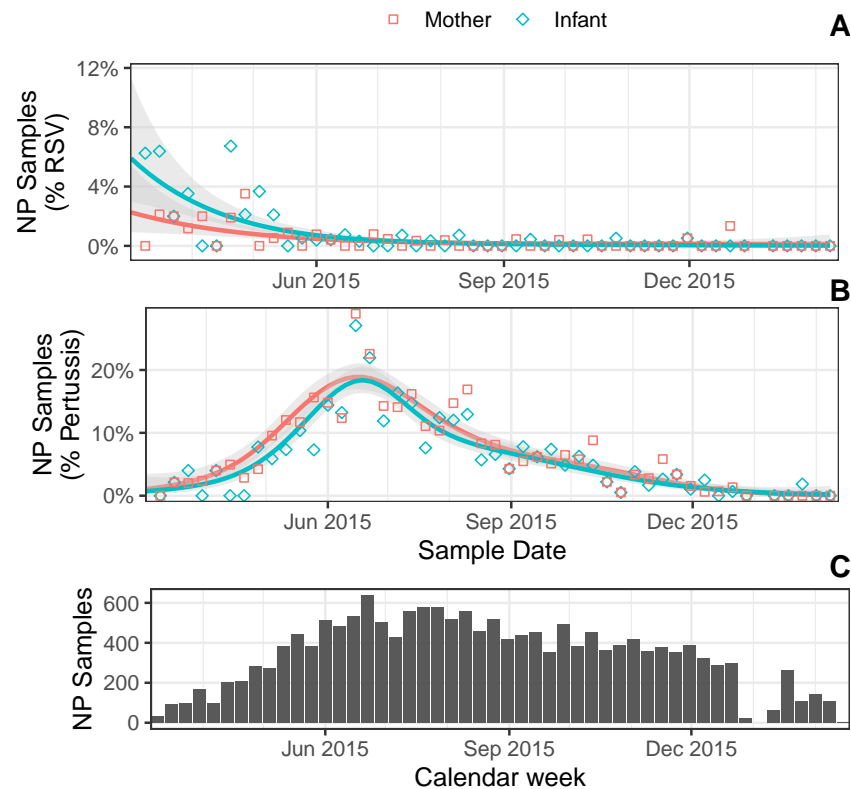 Mother Infant
A
12%
8%
4%
0%
NP Samples
(% RSV)
Jun 2015 Sep 2015 Dec 2015
B
20%
10%
0%
NP Samples
(% Pertussis)
Jun 2015 Sep 2015 Dec 2015
Sample Date
C
600
400
200
0
NP Samples
Jun 2015 Sep 2015 Dec 2015
Calendar week